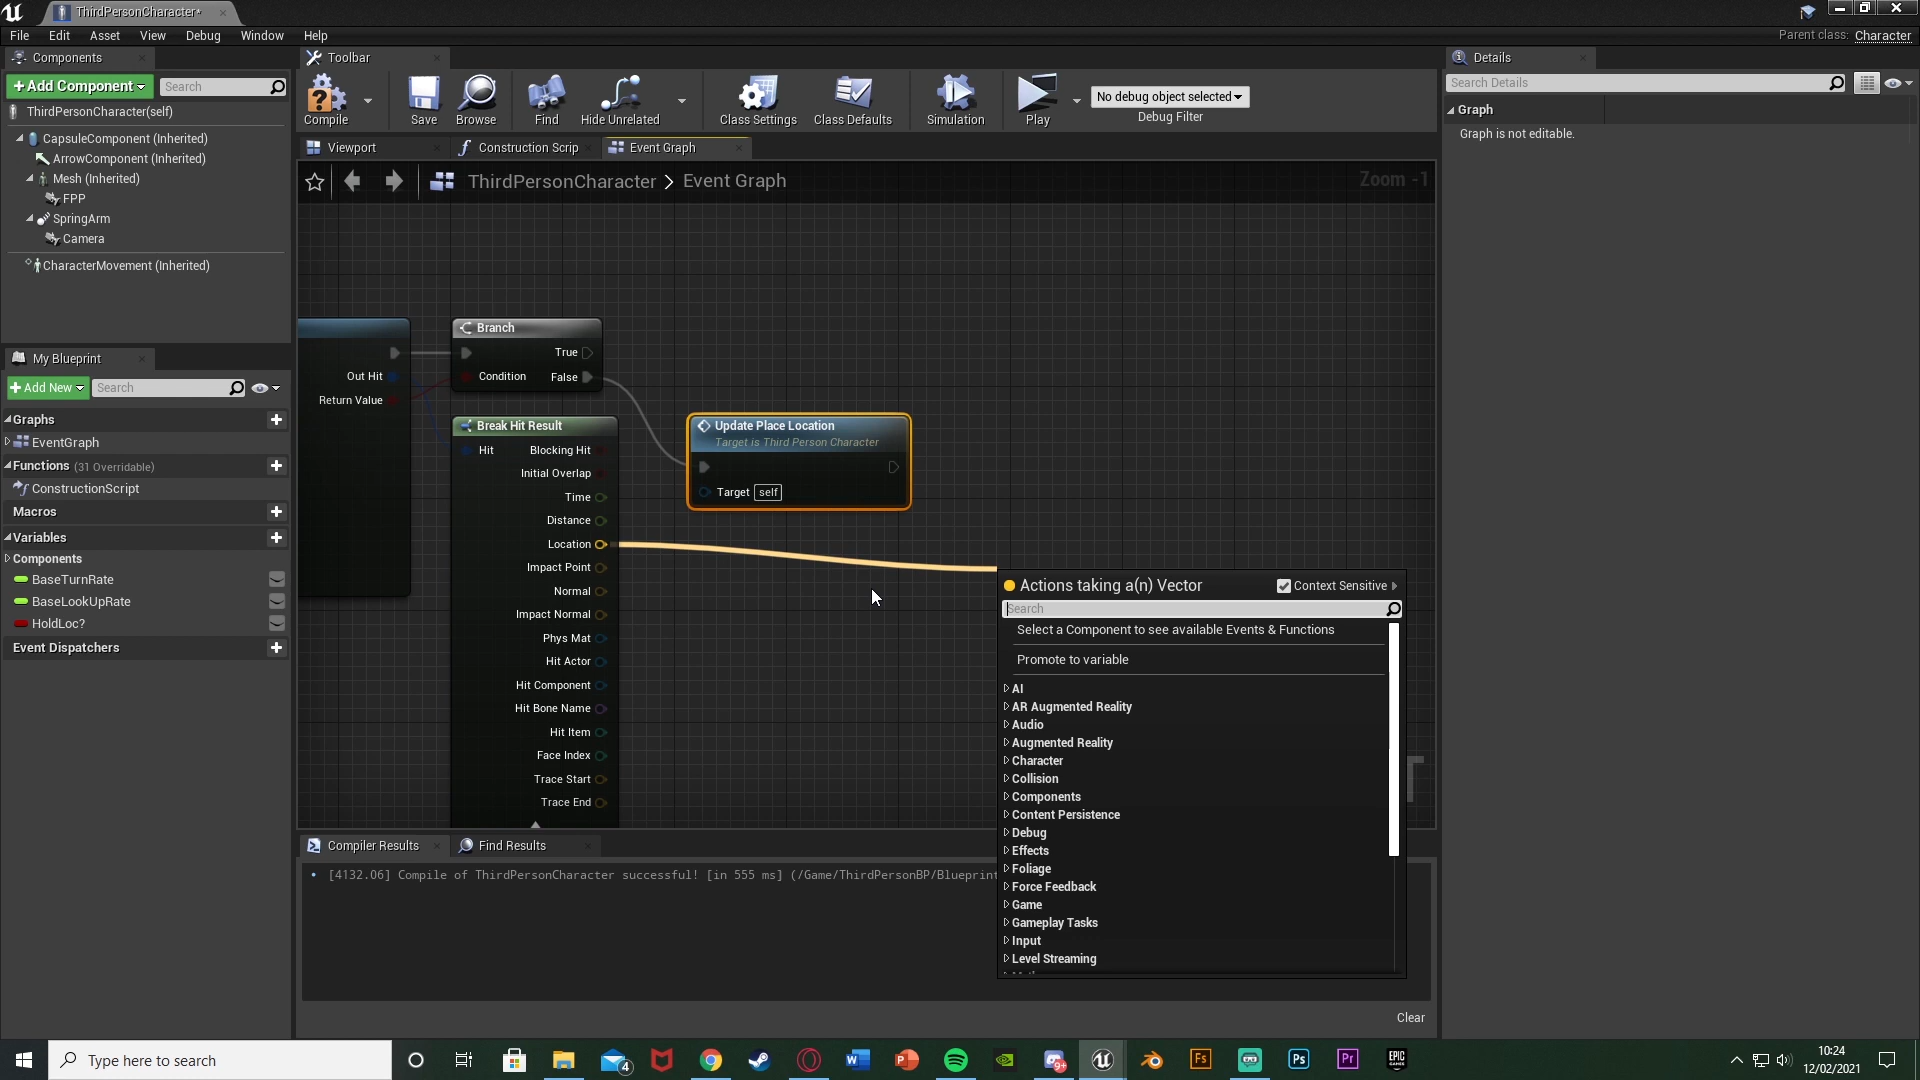 ThirdPersonCharacter*
File Edit Asset View Debug Window Help
Parent class: Character
Components
Add Component
Search
ThirdPersonCharacter(self)
CapsuleComponent (Inherited)
ArrowComponent (Inherited)
Mesh (Inherited)
FPP
SpringArm
Camera
CharacterMovement (Inherited)
My Blueprint
Add New
Search
Graphs
EventGraph
Functions (31 Overridable)
ConstructionScript
Macros
Variables
Components
BaseTurnRate
BaseLookUpRate
HoldLoc?
Event Dispatchers
Toolbar
Compile
Save
Browse
Find
Hide Unrelated
Class Settings
Class Defaults
Simulation
Play
No debug object selected
Debug Filter
Viewport
Construction Scrip
Event Graph
ThirdPersonCharacter > Event Graph
Zoom -1
Out Hit
Return Value
Branch
True
Condition False
Break Hit Result
Hit Blocking Hit
Initial Overlap
Time
Distance
Location
Impact Point
Normal
Impact Normal
Phys Mat
Hit Actor
Hit Component
Hit Bone Name
Hit Item
Face Index
Trace Start
Trace End
Update Place Location
Target is Third Person Character
Target self
Actions taking a(n) Vector
Context Sensitive
Search
Select a Component to see available Events & Functions
Promote to variable
AI
AR Augmented Reality
Audio
Augmented Reality
Character
Collision
Components
Content Persistence
Debug
Effects
Foliage
Force Feedback
Game
Gameplay Tasks
Input
Level Streaming
Compiler Results
Find Results
[4132.06] Compile of ThirdPersonCharacter successful! [in 555 ms] (/Game/ThirdPersonBP/Blueprint
Clear
Details
Search Details
Graph
Graph is not editable.
Type here to search
4
W
P
9+
Fs
Ps
Pr
EPIC
GAMES
10:24
12/02/2021